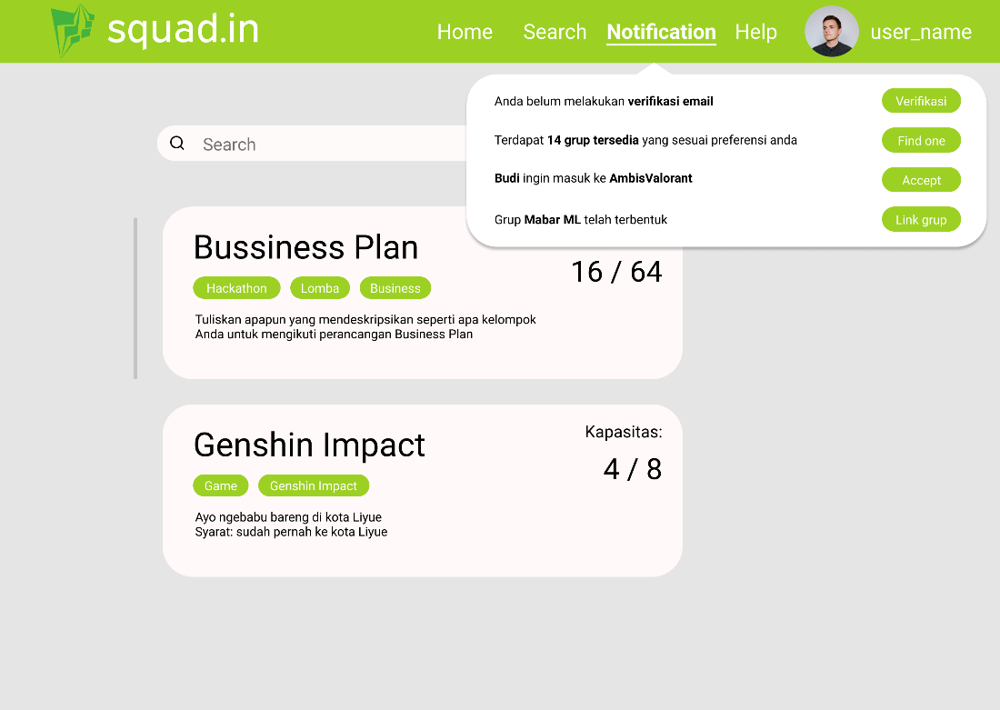 squad.in
Home Search Notification Help user_name
Anda belum melakukan verifikasi email Verifikasi
Terdapat 14 grup tersedia yang sesuai preferensi anda Find one
Budi ingin masuk ke AmbisValorant Accept
Grup Mabar ML telah terbentuk Link grup
Search
Bussiness Plan
16 / 64
Hackathon Lomba Business
Tuliskan apapun yang mendeskripsikan seperti apa kelompok
Anda untuk mengikuti perancangan Business Plan
Genshin Impact
Kapasitas:
4 / 8
Game Genshin Impact
Ayo ngebabu bareng di kota Liyue
Syarat: sudah pernah ke kota Liyue